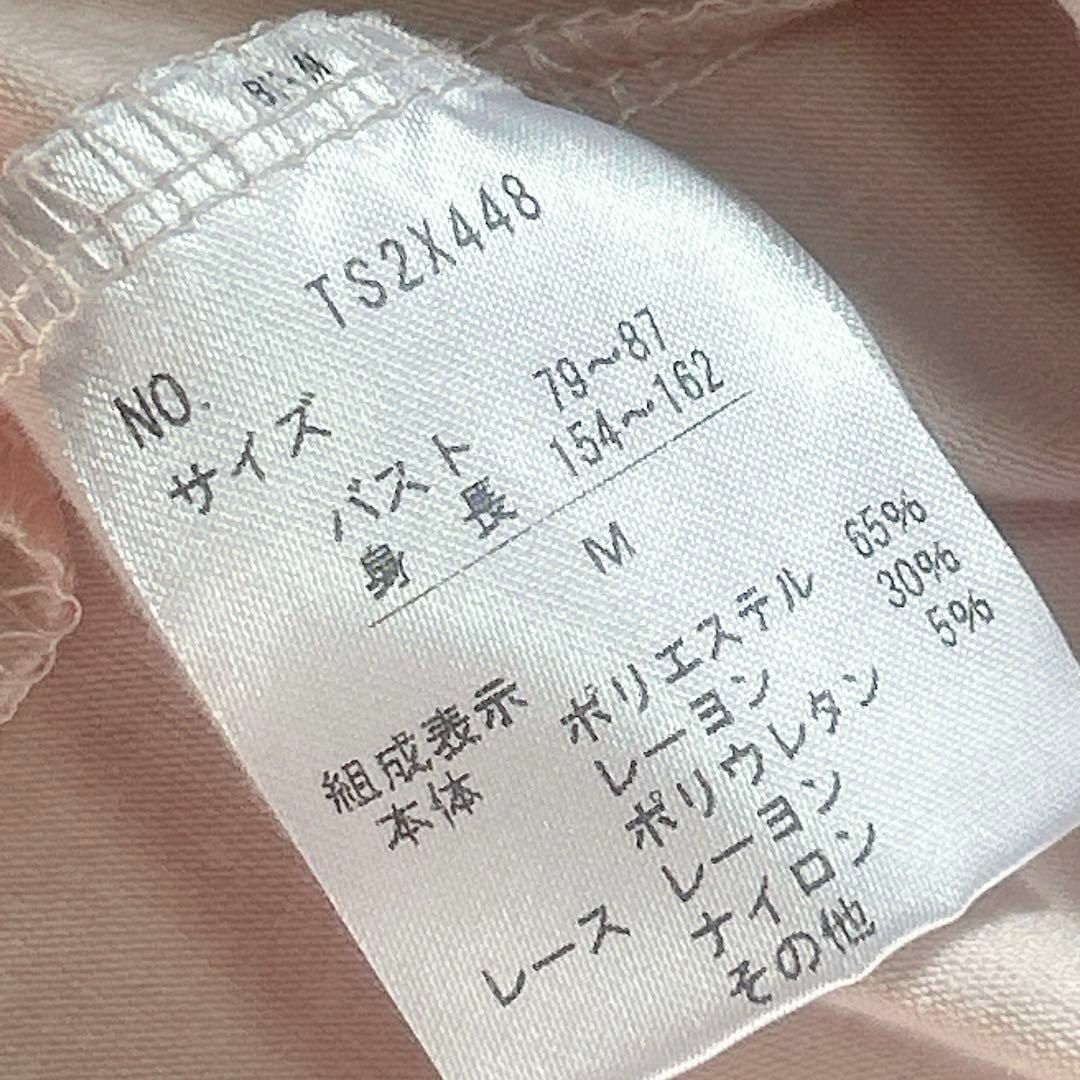 NO. TS2X448
サイズ
バスト 79～87
身長 154～162
M
組成表示
本体 ポリエステル 65%
レーヨン 30%
ポリウレタン 5%
レース レーヨン
ナイロン
その他